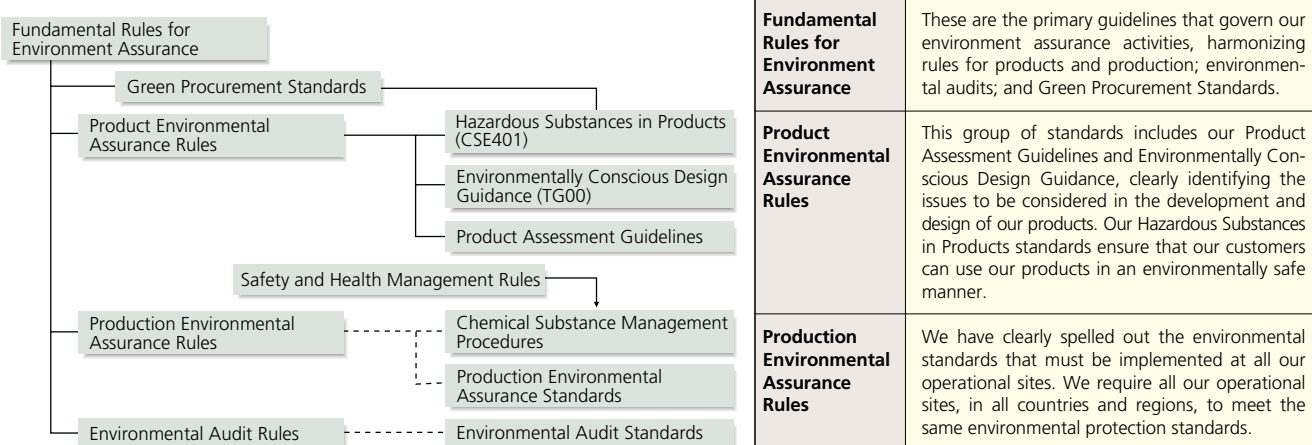 Fundamental Rules for
Environment Assurance
Green Procurement Standards
Product Environmental
Assurance Rules
Hazardous Substances in Products
(CSE401)
Environmentally Conscious Design
Guidance (TG00)
Product Assessment Guidelines
Safety and Health Management Rules
Production Environmental
Assurance Rules
Chemical Substance Management
Procedures
Production Environmental
Assurance Standards
Environmental Audit Rules
Environmental Audit Standards
Fundamental
Rules for
Environment
Assurance
These are the primary guidelines that govern our
environment assurance activities, harmonizing
rules for products and production; environmen-
tal audits; and Green Procurement Standards.
Product
Environmental
Assurance
Rules
This group of standards includes our Product
Assessment Guidelines and Environmentally Con-
scious Design Guidance, clearly identifying the
issues to be considered in the development and
design of our products. Our Hazardous Substances
in Products standards ensure that our customers
can use our products in an environmentally safe
manner.
Production
Environmental
Assurance
Rules
We have clearly spelled out the environmental
standards that must be implemented at all our
operational sites. We require all our operational
sites, in all countries and regions, to meet the
same environmental protection standards.